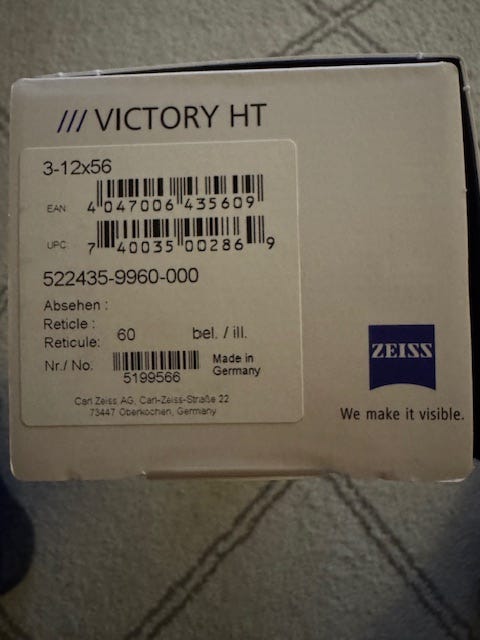 /// VICTORY HT
3-12x56
EAN: 4 047006 435609
UPC: 7 40035 00286 9
522435-9960-000
Absehen :
Reticle :
Reticule: 60 bel. / ill.
Nr./ No. 5199566 Made in
Germany
Carl Zeiss AG, Carl-Zeiss-Straße 22
73447 Oberkochen, Germany
ZEISS
We make it visible.